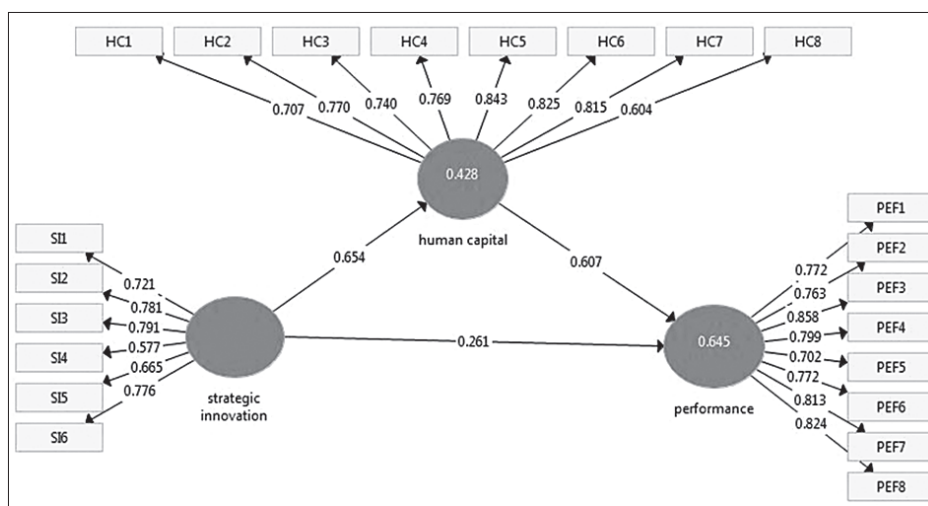 HC1 HC2 HC3 HC4 HC5 HC6 HC7 HC8
0.707 0.770 0.740 0.769 0.843 0.825 0.815 0.604
0.428
human capital
0.654
0.607
SI1
SI2
SI3
SI4
SI5
SI6
0.721
0.781
0.791
0.577
0.665
0.776
strategic
innovation
0.261
0.645
performance
0.772
0.763
0.858
0.799
0.702
0.772
0.813
0.824
PEF1
PEF2
PEF3
PEF4
PEF5
PEF6
PEF7
PEF8